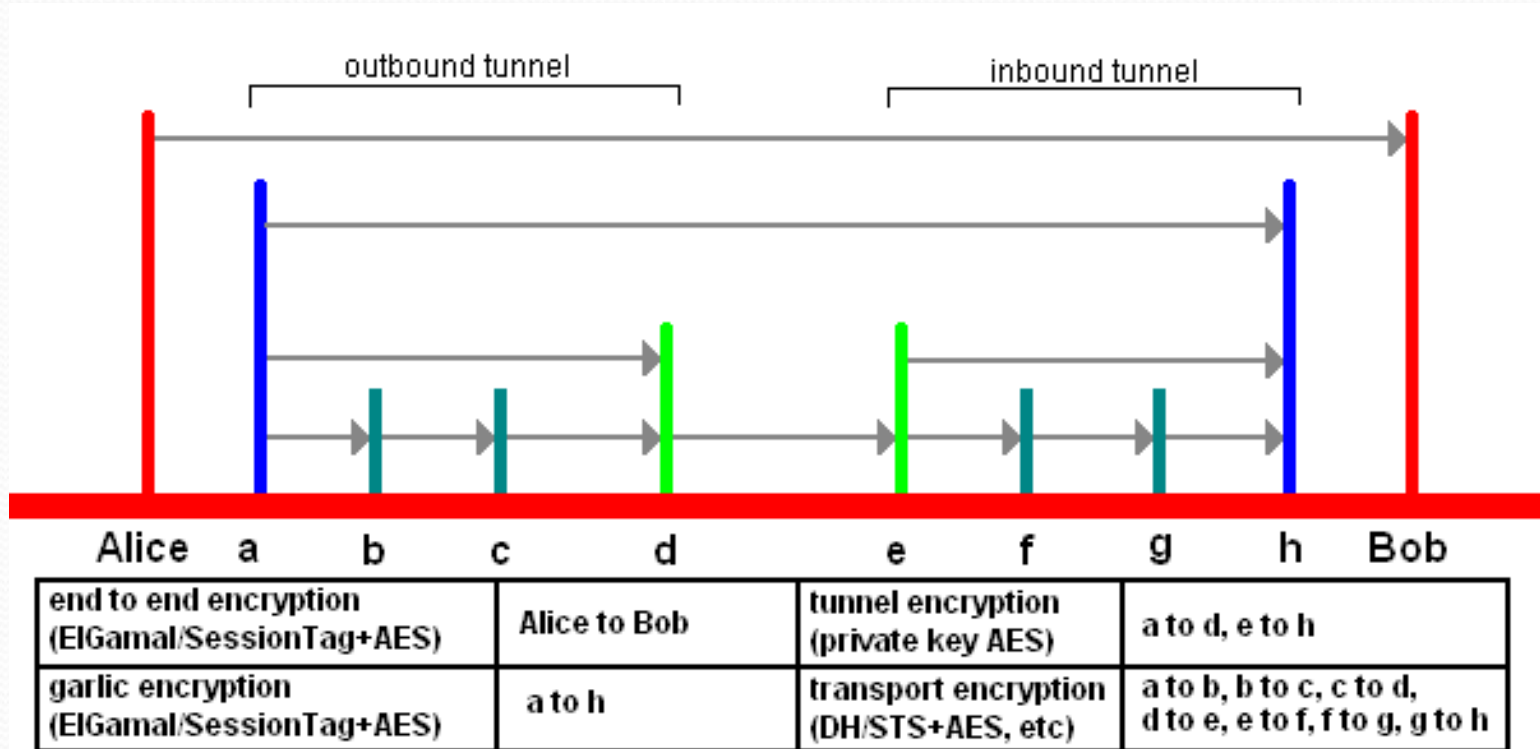 outbound tunnel
inbound tunnel
Alice a b c d e f g h Bob
end to end encryption
(ElGamal/SessionTag+AES)
Alice to Bob
tunnel encryption
(private key AES)
a to d, e to h
garlic encryption
(ElGamal/SessionTag+AES)
a to h
transport encryption
(DH/STS+AES, etc)
a to b, b to c, c to d,
d to e, e to f, f to g, g to h